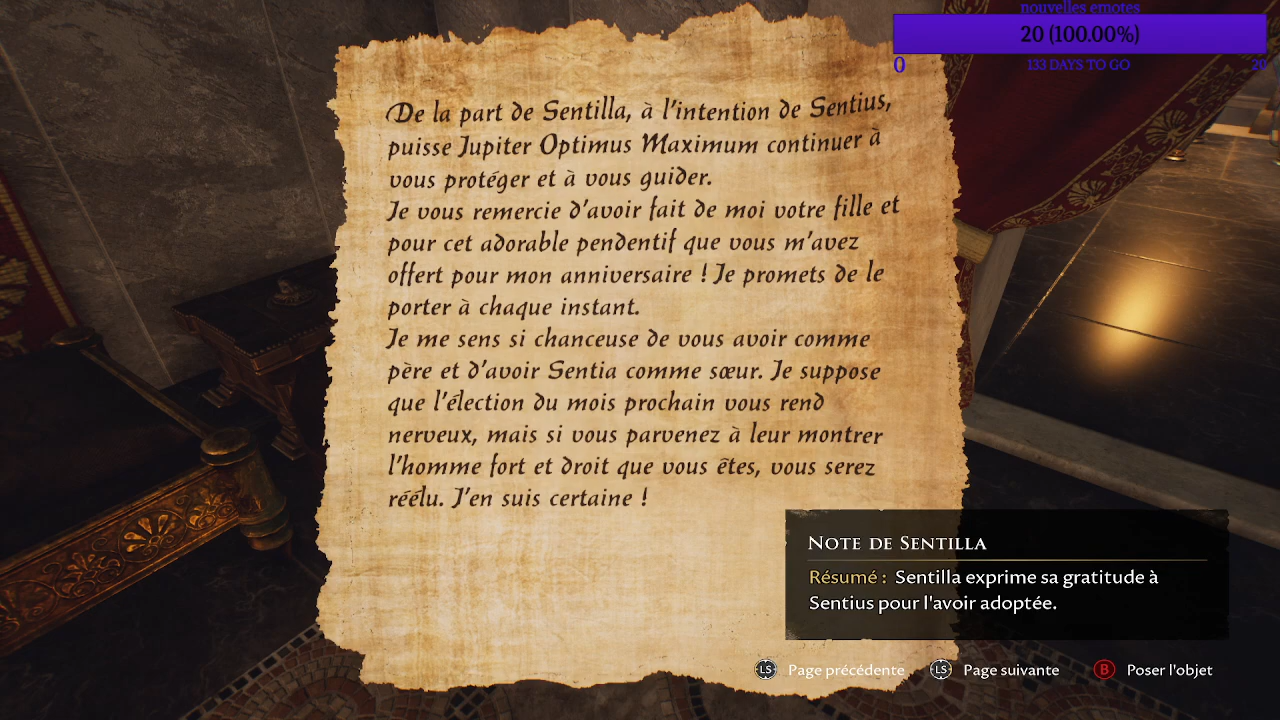 nouvelles emotes
20 (100.00%)
0
133 DAYS TO GO
20
De la part de Sentilla, à l'intention de Sentius,
puisse Jupiter Optimus Maximum continuer à
vous protéger et à vous guider.
Je vous remercie d'avoir fait de moi votre fille et
pour cet adorable pendentif que vous m'avez
offert pour mon anniversaire ! Je promets de le
porter à chaque instant.
Je me sens si chanceuse de vous avoir comme
père et d'avoir Sentia comme sœur. Je suppose
que l'élection du mois prochain vous rend
nerveux, mais si vous parvenez à leur montrer
l'homme fort et droit que vous êtes, vous serez
réélu. J'en suis certaine !
Note de Sentilla
Résumé : Sentilla exprime sa gratitude à
Sentius pour l'avoir adoptée.
LS Page précédente LS Page suivante B Poser l'objet